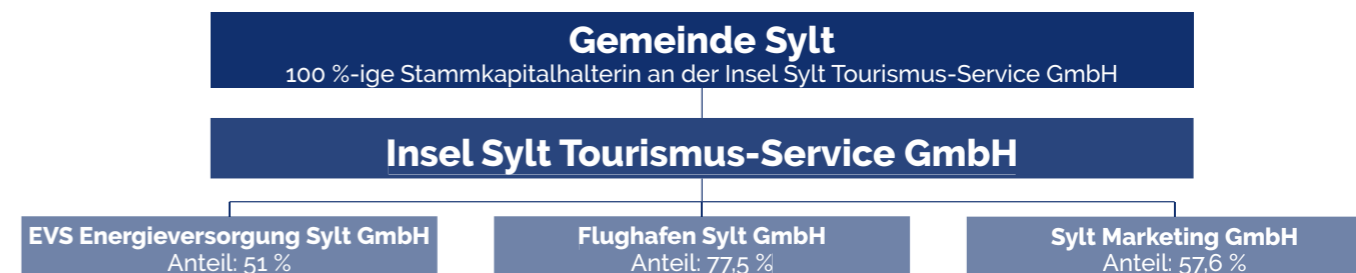 Gemeinde Sylt
100 %-ige Stammkapitalhalterin an der Insel Sylt Tourismus-Service GmbH
Insel Sylt Tourismus-Service GmbH
EVS Energieversorgung Sylt GmbH
Anteil: 51 %
Flughafen Sylt GmbH
Anteil: 77,5 %
Sylt Marketing GmbH
Anteil: 57,6 %